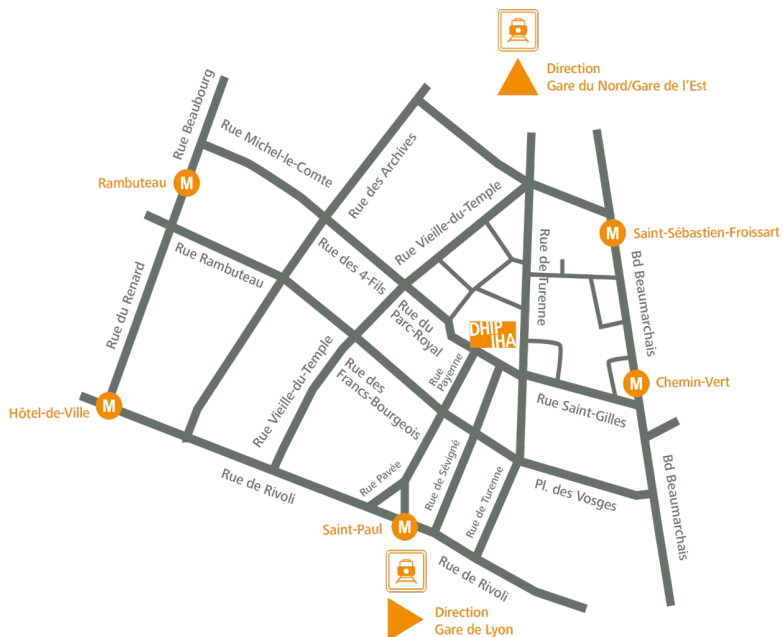 Direction
Gare du Nord/Gare de l'Est
Rue Beaubourg
Rue Michel-le-Comte
Rue des Archives
Rambuteau
M
Rue Vieille-du-Temple
M
Saint-Sébastien-Froissart
Rue Rambuteau
Rue des 4-Fils
Rue de Turenne
Bd Beaumarchais
Rue du Renard
Rue du
Parc-Royal
DHIP
IHA
Rue Vieille-du-Temple
Rue des
Francs-Bourgeois
Rue
Payenne
M
Chemin-Vert
Hôtel-de-Ville
M
Rue Saint-Gilles
Rue de Rivoli
Rue Pavée
Rue de Sévigné
Rue de Turenne
Pl. des Vosges
Bd Beaumarchais
Saint-Paul
M
Rue de Rivoli
Direction
Gare de Lyon